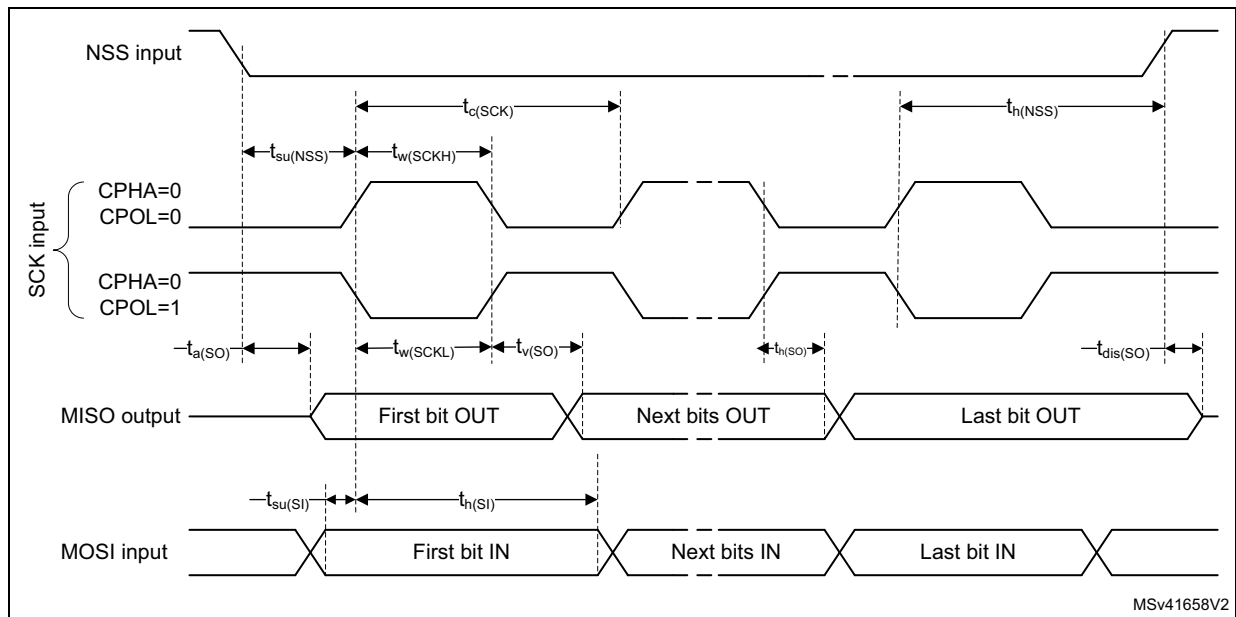 NSS input
tc(SCK)
th(NSS)
tsu(NSS)
tw(SCKH)
SCK input
CPHA=0
CPOL=0
CPHA=0
CPOL=1
ta(SO)
tw(SCKL)
tv(SO)
th(SO)
tdis(SO)
MISO output
First bit OUT
Next bits OUT
Last bit OUT
tsu(SI)
th(SI)
MOSI input
First bit IN
Next bits IN
Last bit IN
MSv41658V2